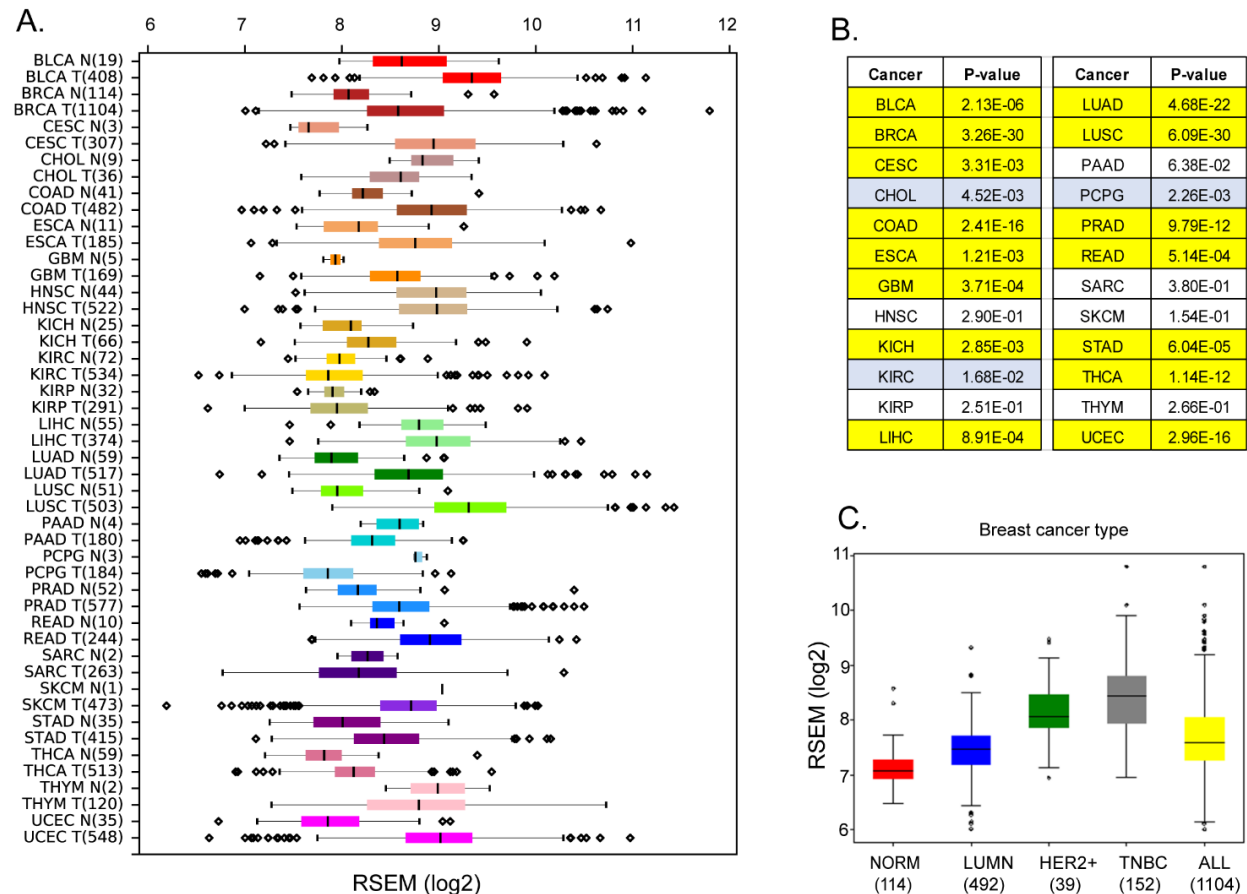 A.
6 7 8 9 10 11 12
BLCA N(19)
BLCA T(408)
BRCA N(114)
BRCA T(1104)
CESC N(3)
CESC T(307)
CHOL N(9)
CHOL T(36)
COAD N(41)
COAD T(482)
ESCA N(11)
ESCA T(185)
GBM N(5)
GBM T(169)
HNSC N(44)
HNSC T(522)
KICH N(25)
KICH T(66)
KIRC N(72)
KIRC T(534)
KIRP N(32)
KIRP T(291)
LIHC N(55)
LIHC T(374)
LUAD N(59)
LUAD T(517)
LUSC N(51)
LUSC T(503)
PAAD N(4)
PAAD T(180)
PCPG N(3)
PCPG T(184)
PRAD N(52)
PRAD T(577)
READ N(10)
READ T(244)
SARC N(2)
SARC T(263)
SKCM N(1)
SKCM T(473)
STAD N(35)
STAD T(415)
THCA N(59)
THCA T(513)
THYM N(2)
THYM T(120)
UCEC N(35)
UCEC T(548)
RSEM (log2)
B.
Cancer P-value Cancer P-value
BLCA 2.13E-06 LUAD 4.68E-22
BRCA 3.26E-30 LUSC 6.09E-30
CESC 3.31E-03 PAAD 6.38E-02
CHOL 4.52E-03 PCPG 2.26E-03
COAD 2.41E-16 PRAD 9.79E-12
ESCA 1.21E-03 READ 5.14E-04
GBM 3.71E-04 SARC 3.80E-01
HNSC 2.90E-01 SKCM 1.54E-01
KICH 2.85E-03 STAD 6.04E-05
KIRC 1.68E-02 THCA 1.14E-12
KIRP 2.51E-01 THYM 2.66E-01
LIHC 8.91E-04 UCEC 2.96E-16
C.
Breast cancer type
RSEM (log2)
11
10
9
8
7
6
NORM LUMN HER2+ TNBC ALL
(114) (492) (39) (152) (1104)